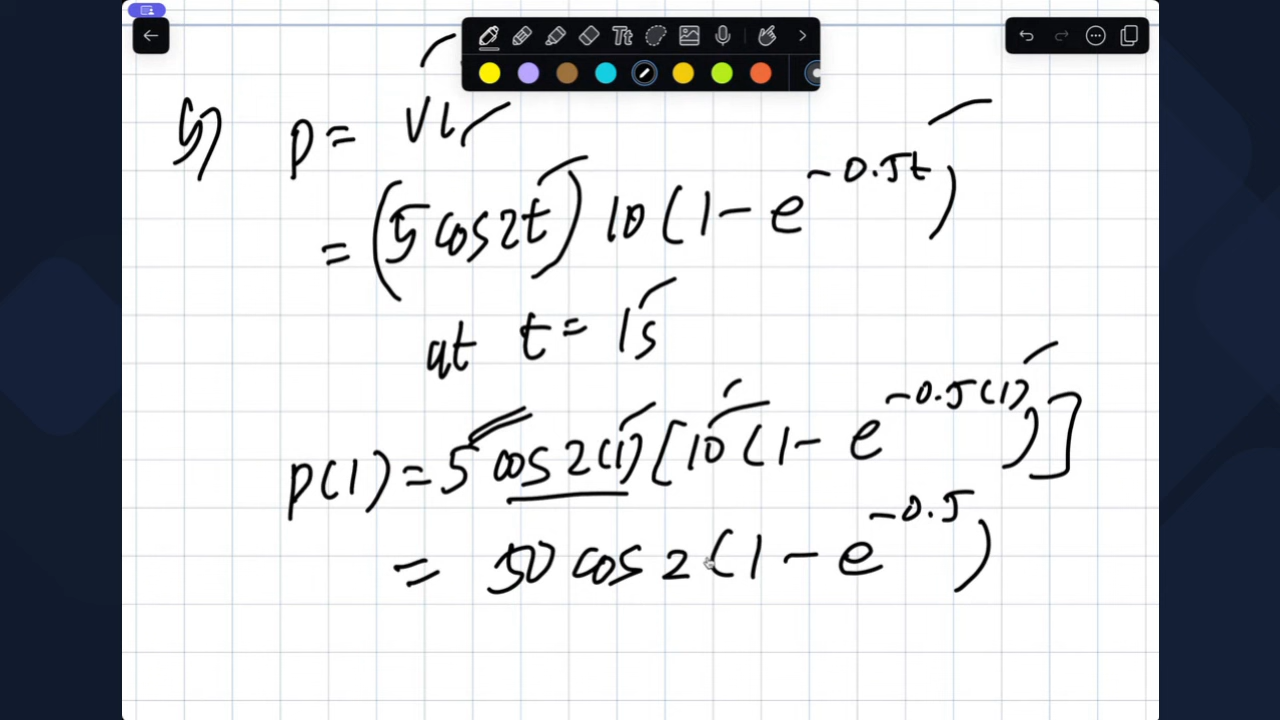 b) p = vi
= (5 cos 2t) 10 (1 - e^{-0.5t})
at t = 1s
p(1) = 5 cos 2(1) [10 (1 - e^{-0.5(1)})]
= 50 cos 2 (1 - e^{-0.5})